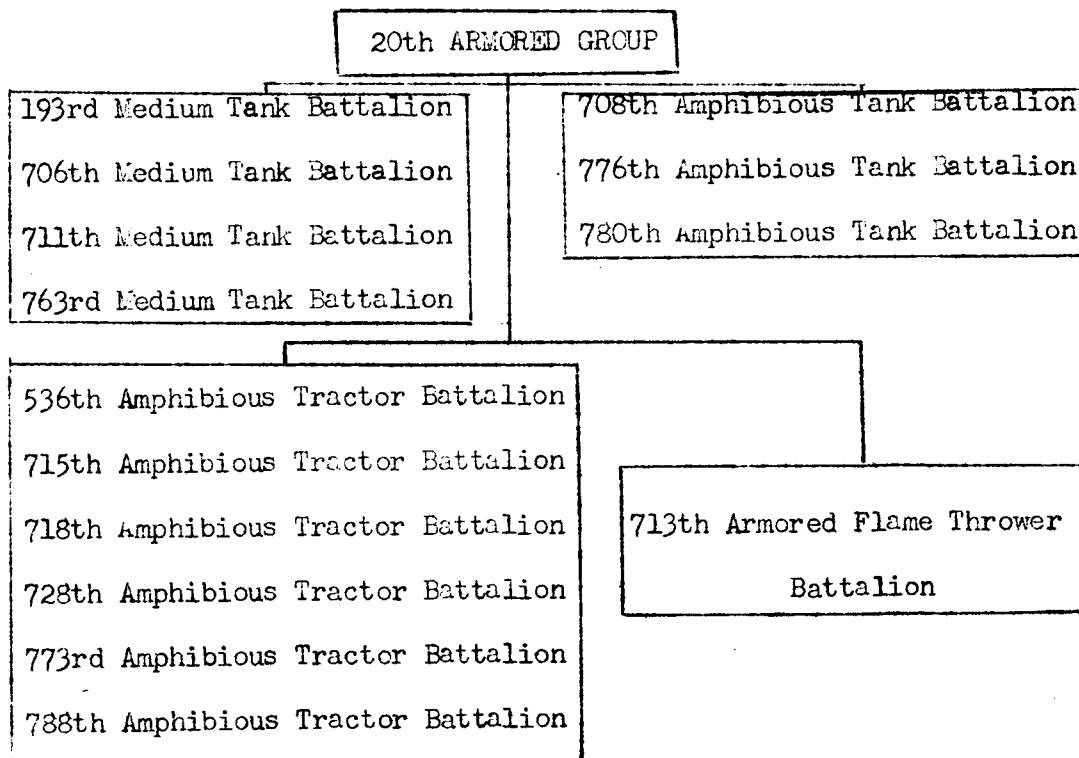 20th ARMORED GROUP
193rd Medium Tank Battalion
706th Medium Tank Battalion
711th Medium Tank Battalion
763rd Medium Tank Battalion
708th Amphibious Tank Battalion
776th Amphibious Tank Battalion
780th Amphibious Tank Battalion
536th Amphibious Tractor Battalion
715th Amphibious Tractor Battalion
718th Amphibious Tractor Battalion
728th Amphibious Tractor Battalion
773rd Amphibious Tractor Battalion
788th Amphibious Tractor Battalion
713th Armored Flame Thrower
Battalion